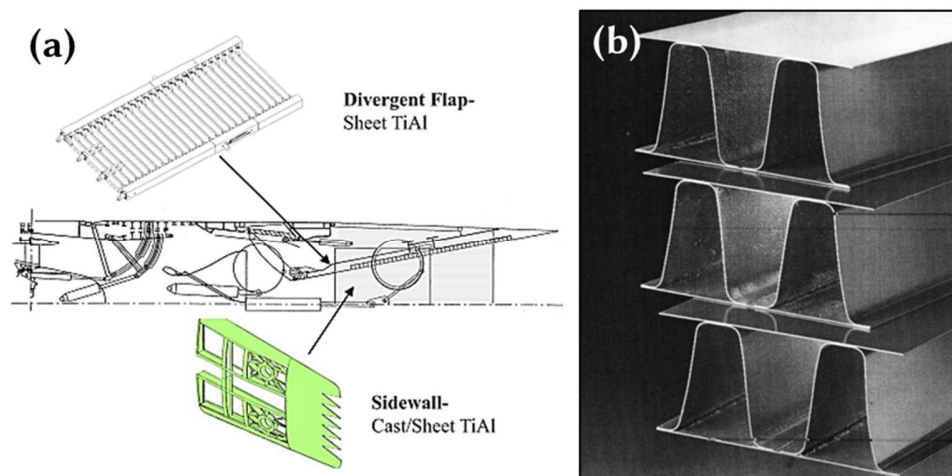 (a)
Divergent Flap-
Sheet TiAl
Sidewall-
Cast/Sheet TiAl
(b)